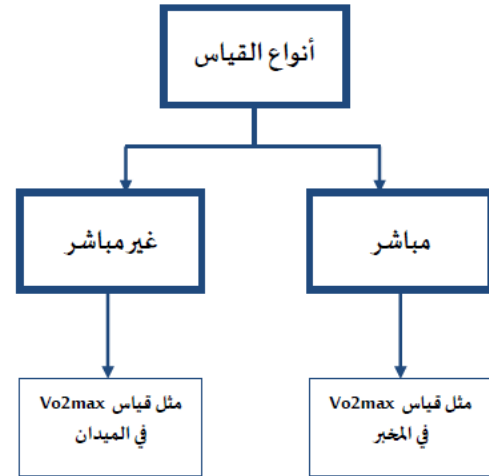 أنواع القياس
مباشر
غير مباشر
مثل قياس Vo2max
في المخبر
مثل قياس Vo2max
في الميدان